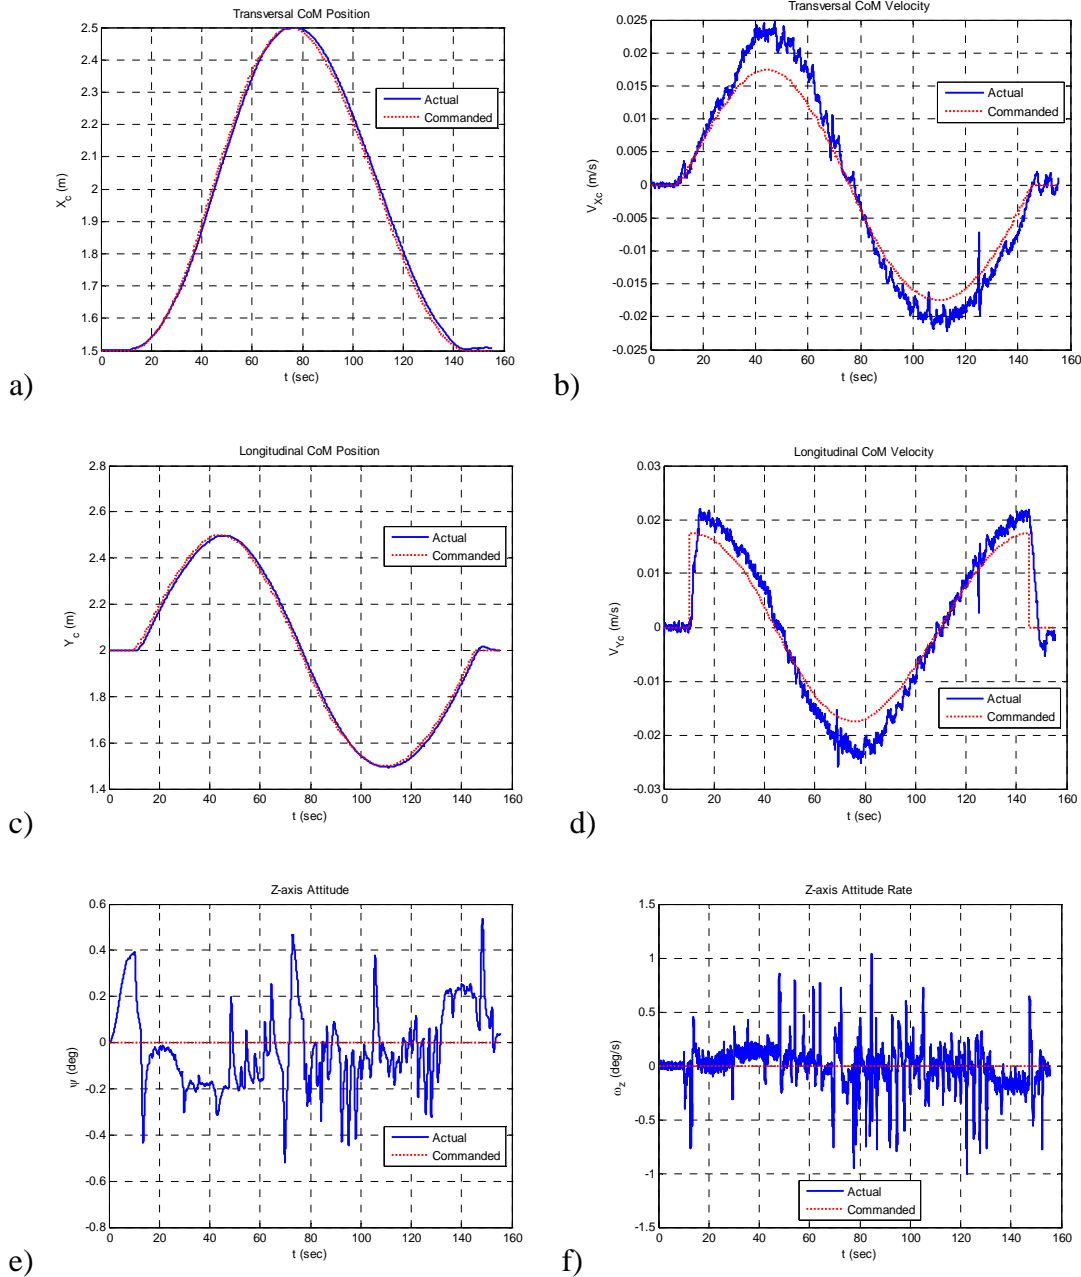 Transversal CoM Position
2.5
2.4
2.3
2.2
2.1
2
1.9
1.8
1.7
1.6
1.5
X_c (m)
Actual
Commanded
0 20 40 60 80 100 120 140 160
t (sec)
a)
Transversal CoM Velocity
0.025
0.02
0.015
0.01
0.005
0
-0.005
-0.01
-0.015
-0.02
-0.025
V_Xc (m/s)
Actual
Commanded
0 20 40 60 80 100 120 140 160
t (sec)
b)
Longitudinal CoM Position
2.8
2.6
2.4
2.2
2
1.8
1.6
1.4
Y_c (m)
Actual
Commanded
0 20 40 60 80 100 120 140 160
t (sec)
c)
Longitudinal CoM Velocity
0.03
0.02
0.01
0
-0.01
-0.02
-0.03
V_Yc (m/s)
Actual
Commanded
0 20 40 60 80 100 120 140 160
t (sec)
d)
Z-axis Attitude
0.6
0.4
0.2
0
-0.2
-0.4
-0.6
-0.8
ψ (deg)
Actual
Commanded
0 20 40 60 80 100 120 140 160
t (sec)
e)
Z-axis Attitude Rate
1.5
1
0.5
0
-0.5
-1
-1.5
ω_z (deg/s)
Actual
Commanded
0 20 40 60 80 100 120 140 160
t (sec)
f)